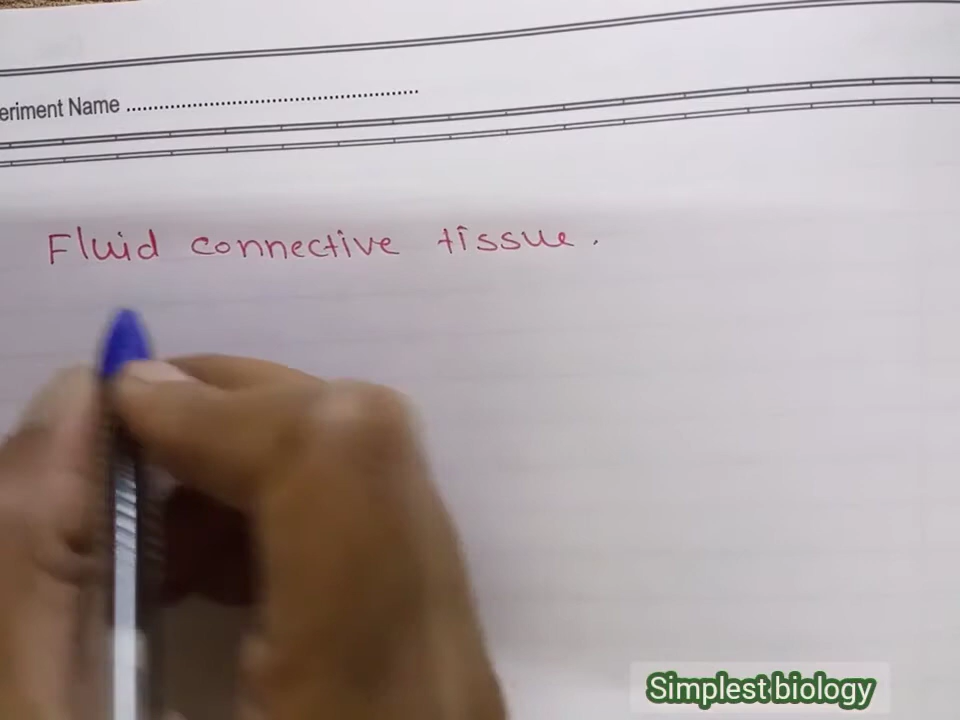 eriment Name ................................................
Fluid connective tissue.
Simplest biology